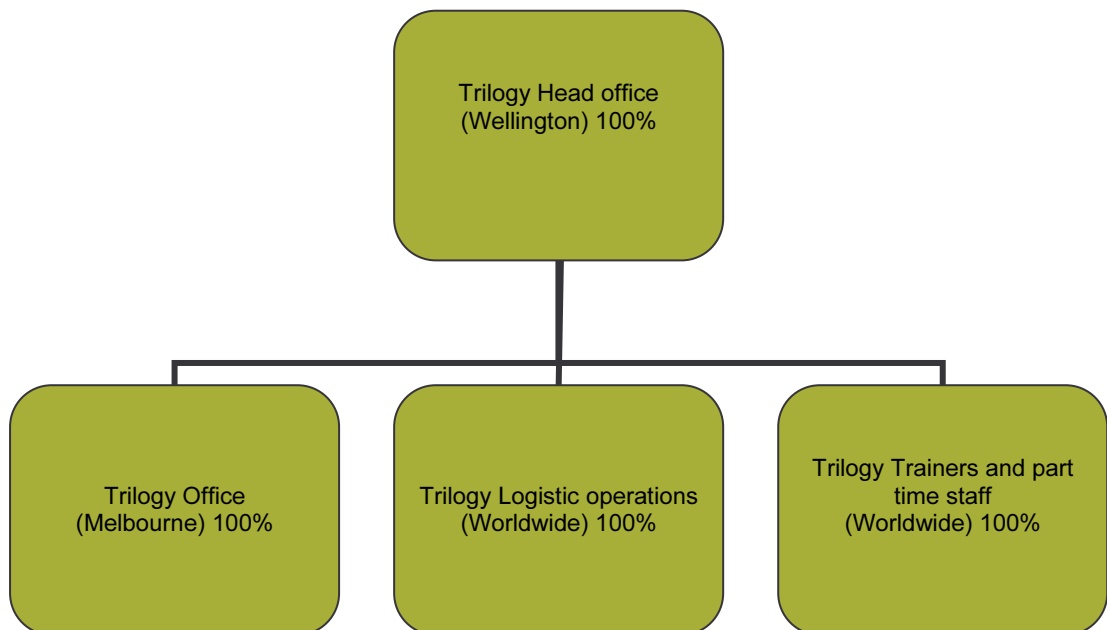 Trilogy Head office
(Wellington) 100%
Trilogy Office
(Melbourne) 100%
Trilogy Logistic operations
(Worldwide) 100%
Trilogy Trainers and part
time staff
(Worldwide) 100%